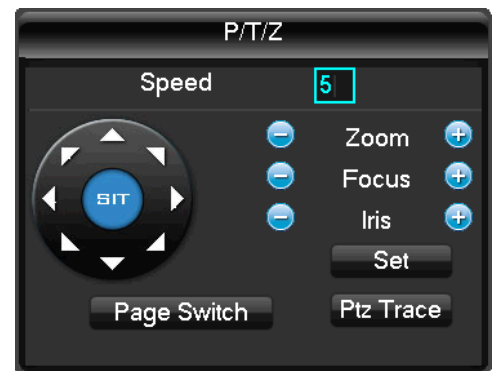 P/T/Z
Speed 5
Zoom
SIT
Focus
Iris
Set
Page Switch
Ptz Trace